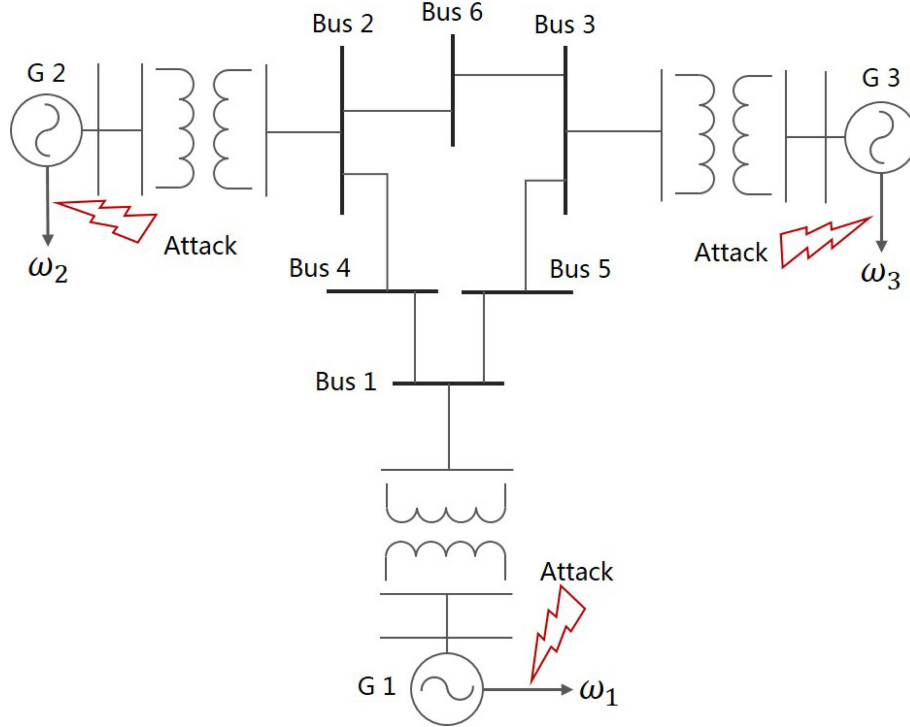 Bus 2
Bus 6
Bus 3
G 2
G 3
Attack
Attack
ω₂
ω₃
Bus 4
Bus 5
Bus 1
Attack
G 1
ω₁